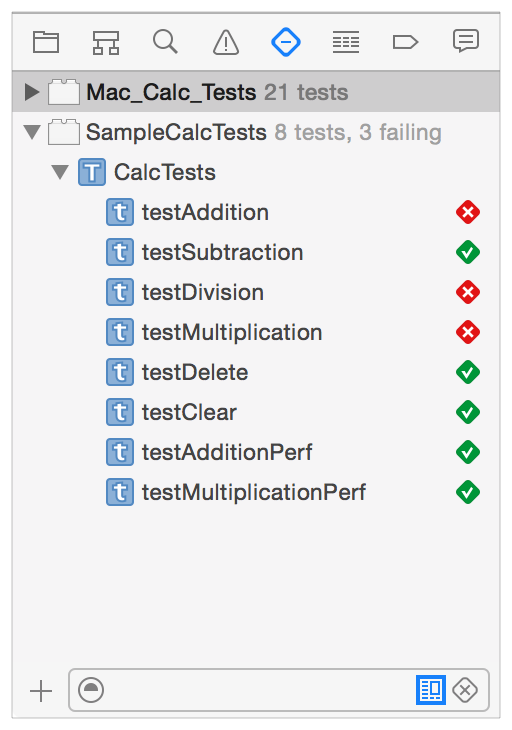 Mac_Calc_Tests 21 tests
SampleCalcTests 8 tests, 3 failing
T CalcTests
t testAddition
t testSubtraction
t testDivision
t testMultiplication
t testDelete
t testClear
t testAdditionPerf
t testMultiplicationPerf